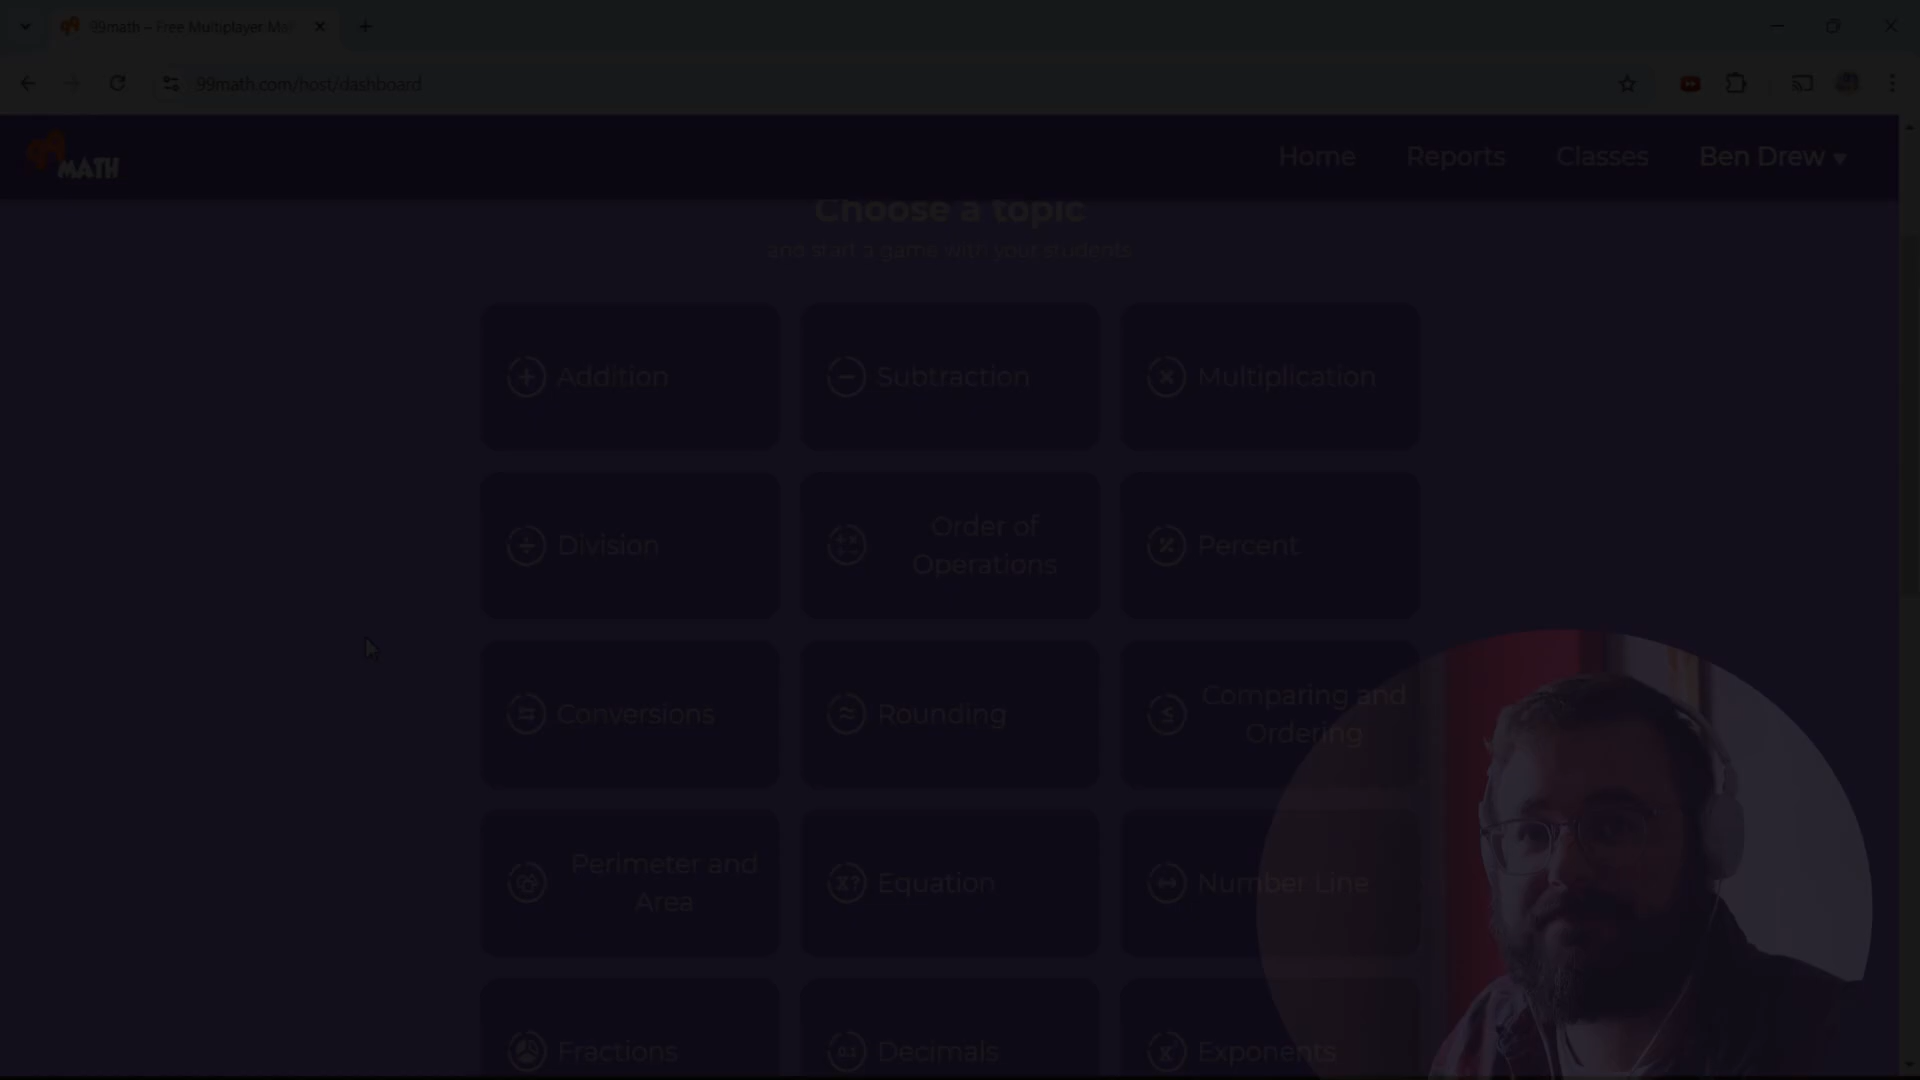 99math – Free Multiplayer Mat
99math.com/host/dashboard
99 MATH
Home
Reports
Classes
Ben Drew
Choose a topic
and start a game with your students
Addition
Subtraction
Multiplication
Division
Order of
Operations
Percent
Conversions
Rounding
Comparing and
Ordering
Perimeter and
Area
Equation
Number Line
Fractions
Decimals
Exponents